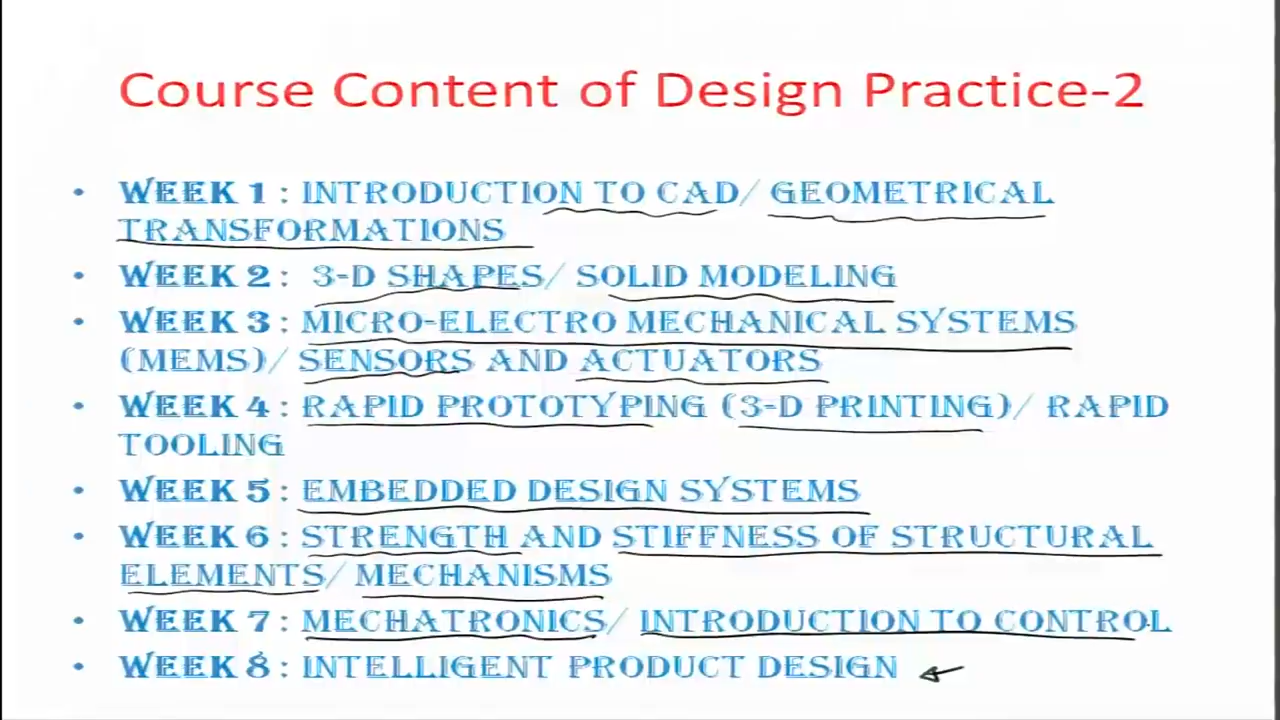 Course Content of Design Practice-2
• WEEK 1 : INTRODUCTION TO CAD/ GEOMETRICAL
TRANSFORMATIONS
• WEEK 2 : 3-D SHAPES/ SOLID MODELING
• WEEK 3 : MICRO-ELECTRO MECHANICAL SYSTEMS
(MEMS)/ SENSORS AND ACTUATORS
• WEEK 4 : RAPID PROTOTYPING (3-D PRINTING)/ RAPID
TOOLING
• WEEK 5 : EMBEDDED DESIGN SYSTEMS
• WEEK 6 : STRENGTH AND STIFFNESS OF STRUCTURAL
ELEMENTS/ MECHANISMS
• WEEK 7 : MECHATRONICS/ INTRODUCTION TO CONTROL
• WEEK 8 : INTELLIGENT PRODUCT DESIGN